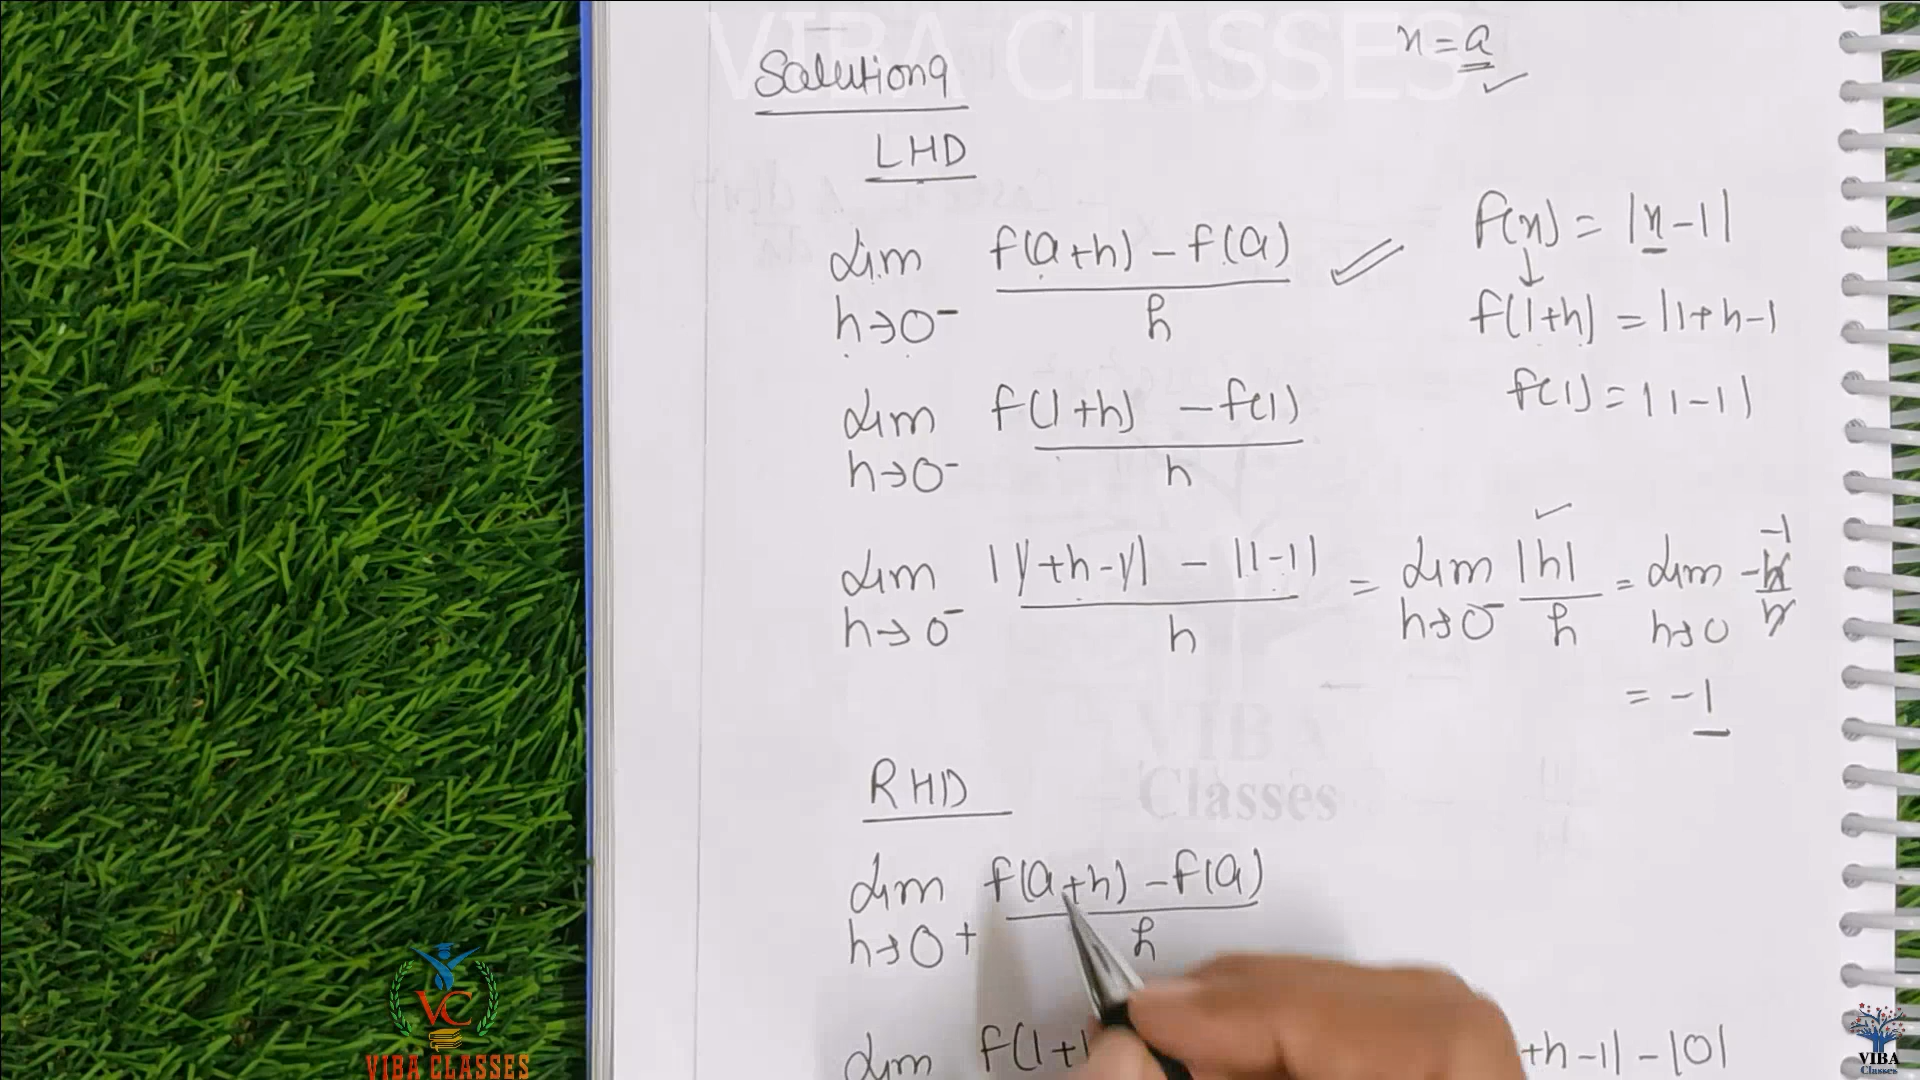 VIBA CLASSES
x = a
Solution9
LHD
lim f(a+h) - f(a)
h→0⁻ h
f(x) = |x-1|
f(1+h) = |1+h-1
f(1) = |1-1|
lim f(1+h) - f(1)
h→0⁻ h
lim |1+h-1| - |1-1| = lim |h| = lim -h -1
h→0⁻ h h→0⁻ h h→0 h
= -1
VIBA
Classes
RHD
lim f(a+h) - f(a)
h→0+ h
lim f(1+ +h-1|-|0|
VC
VIBA CLASSES
VIBA
Classes